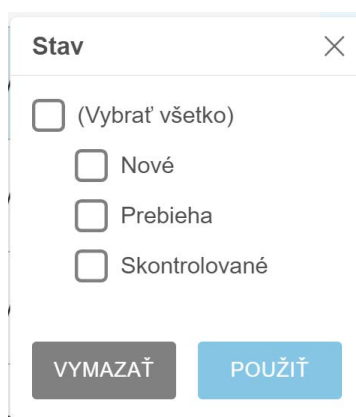 Stav
(Vybrať všetko)
Nové
Prebieha
Skontrolované
VYMAZAŤ
POUŽIŤ